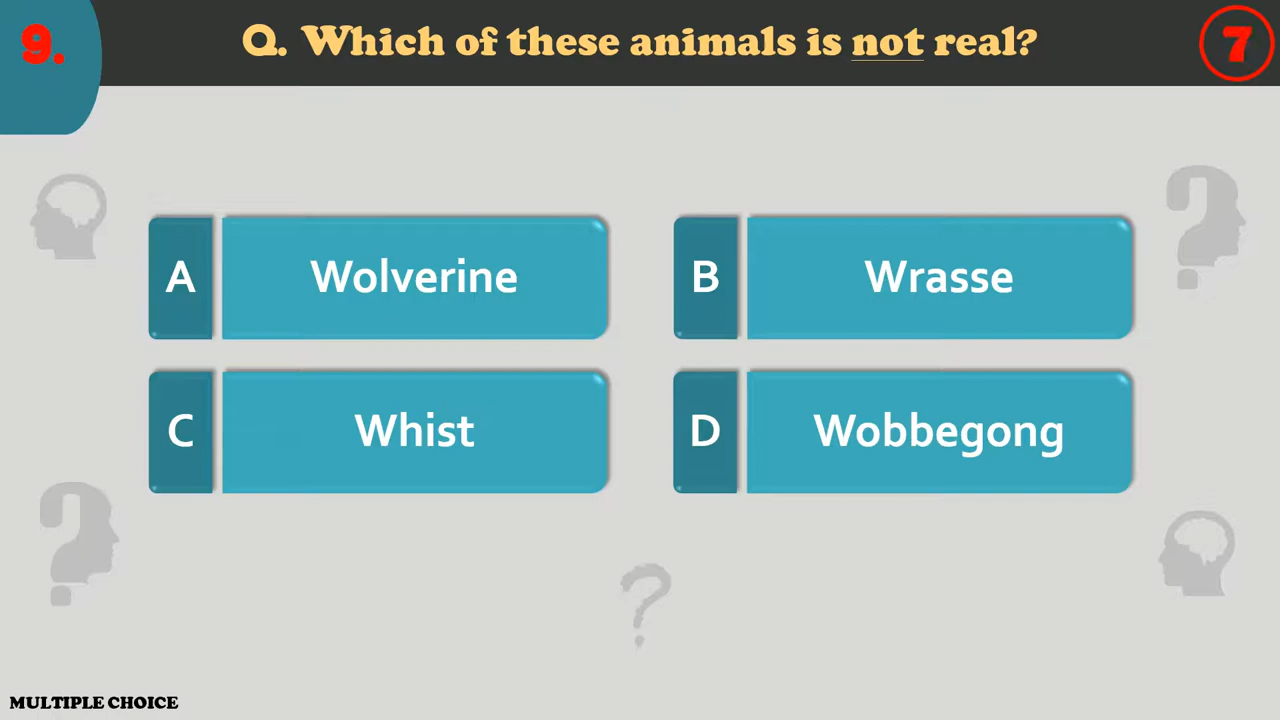 9.
Q. Which of these animals is not real?
7
A Wolverine
B Wrasse
C Whist
D Wobbegong
MULTIPLE CHOICE